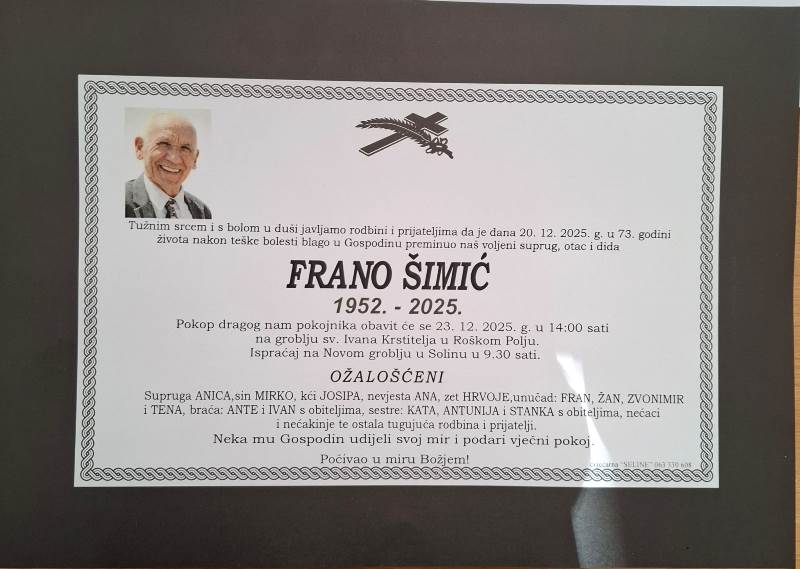 Tužnim srcem i s bolom u duši javljamo rodbini i prijateljima da je dana 20. 12. 2025. g. u 73. godini
života nakon teške bolesti blago u Gospodinu preminuo naš voljeni suprug, otac i dida
FRANO ŠIMIĆ
1952. - 2025.
Pokop dragog nam pokojnika obavit će se 23. 12. 2025. g. u 14:00 sati
na groblju sv. Ivana Krstitelja u Roškom Polju.
Ispraćaj na Novom groblju u Solinu u 9.30 sati.
OŽALOŠĆENI
Supruga ANICA,sin MIRKO, kći JOSIPA, nevjesta ANA, zet HRVOJE,unučad: FRAN, ŽAN, ZVONIMIR
i TENA, braća: ANTE i IVAN s obiteljima, sestre: KATA, ANTUNIJA i STANKA s obiteljima, nećaci
i nećakinje te ostala tugujuća rodbina i prijatelji.
Neka mu Gospodin udijeli svoj mir i podari vječni pokoj.
Počivao u miru Božjem!
"SELINE" 063 330 608